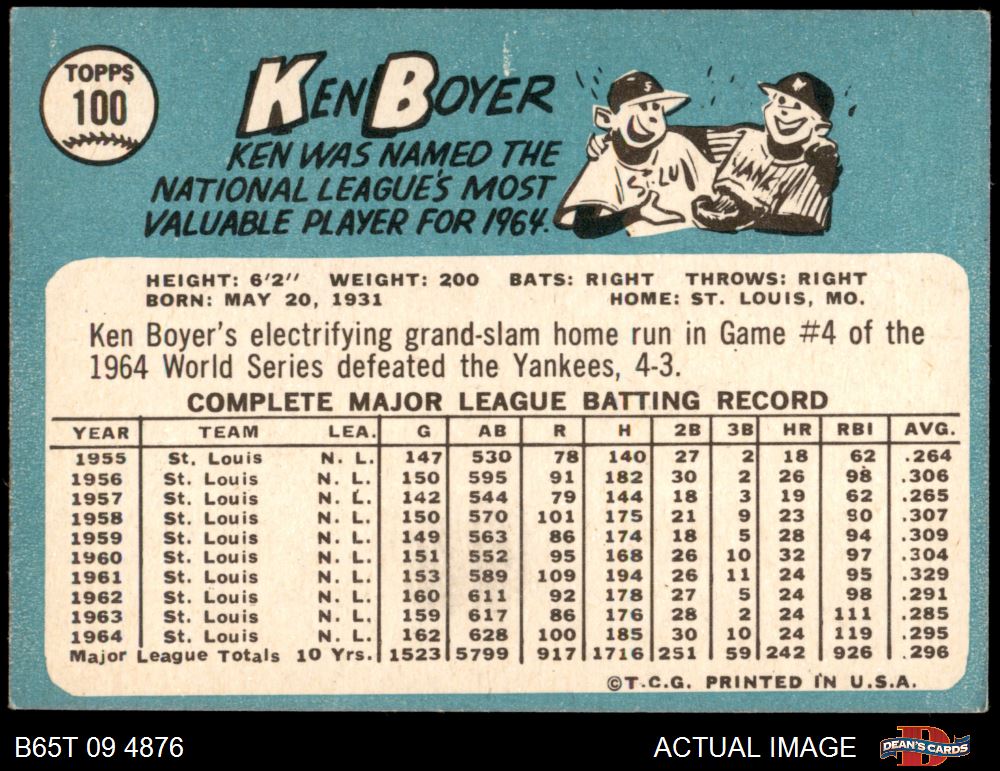 TOPPS
100
KEN BOYER
KEN WAS NAMED THE
NATIONAL LEAGUE'S MOST
VALUABLE PLAYER FOR 1964.
S
ST. LU
YANK
HEIGHT: 6'2" WEIGHT: 200 BATS: RIGHT THROWS: RIGHT
BORN: MAY 20, 1931 HOME: ST. LOUIS, MO.
Ken Boyer's electrifying grand-slam home run in Game #4 of the
1964 World Series defeated the Yankees, 4-3.
COMPLETE MAJOR LEAGUE BATTING RECORD
YEAR TEAM LEA. G AB R H 2B 3B HR RBI AVG.
1955 St. Louis N. L. 147 530 78 140 27 2 18 62 .264
1956 St. Louis N. L. 150 595 91 182 30 2 26 98 .306
1957 St. Louis N. L. 142 544 79 144 18 3 19 62 .265
1958 St. Louis N. L. 150 570 101 175 21 9 23 90 .307
1959 St. Louis N. L. 149 563 86 174 18 5 28 94 .309
1960 St. Louis N. L. 151 552 95 168 26 10 32 97 .304
1961 St. Louis N. L. 153 589 109 194 26 11 24 95 .329
1962 St. Louis N. L. 160 611 92 178 27 5 24 98 .291
1963 St. Louis N. L. 159 617 86 176 28 2 24 111 .285
1964 St. Louis N. L. 162 628 100 185 30 10 24 119 .295
Major League Totals 10 Yrs. 1523 5799 917 1716 251 59 242 926 .296
©T.C.G. PRINTED IN U.S.A.
B65T 09 4876 ACTUAL IMAGE DEAN'S CARDS